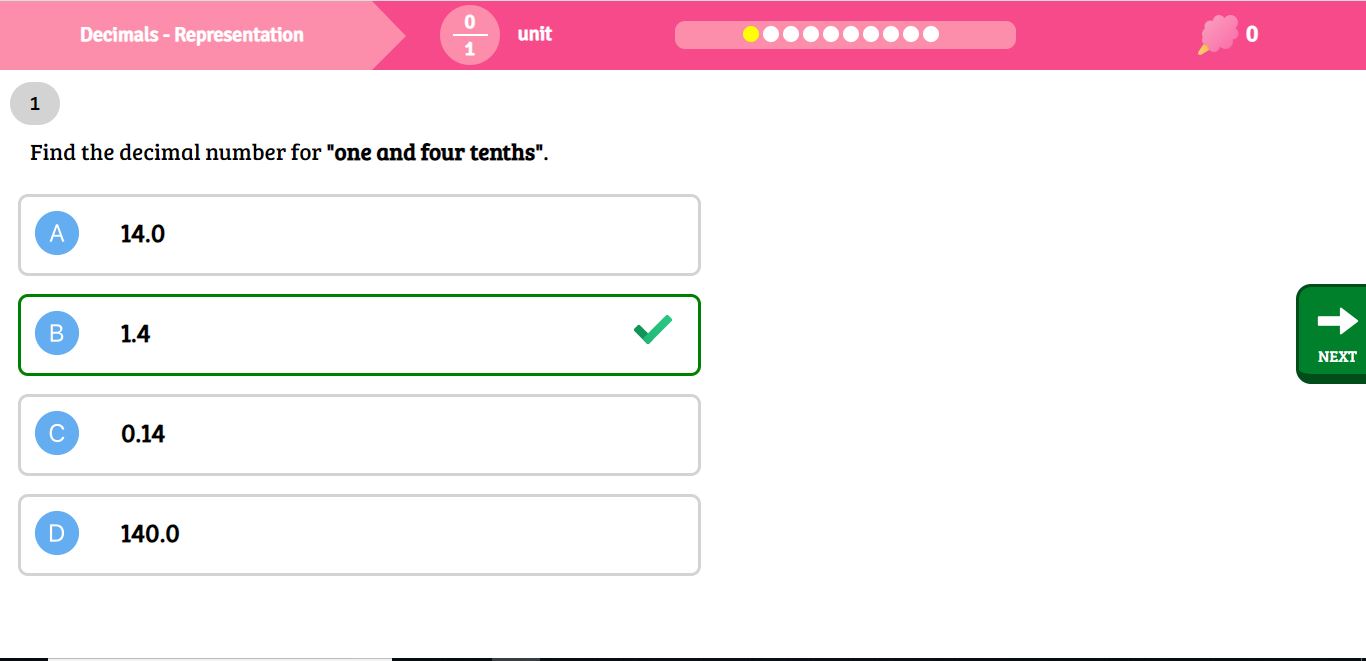 Decimals - Representation
0
1
unit
0
1
Find the decimal number for "one and four tenths".
A 14.0
B 1.4
C 0.14
D 140.0
NEXT